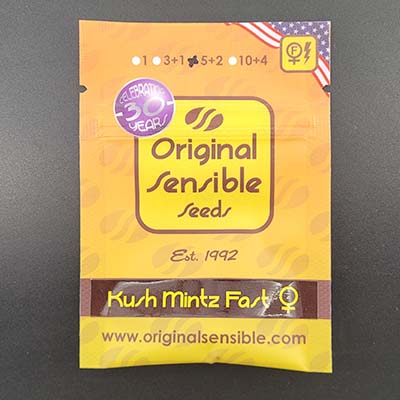 1 3+1 5+2 10+4
F
CELEBRATING
30
YEARS
Original
Sensible
Seeds
Est. 1992
Kush Mintz Fast
www.originalsensible.com